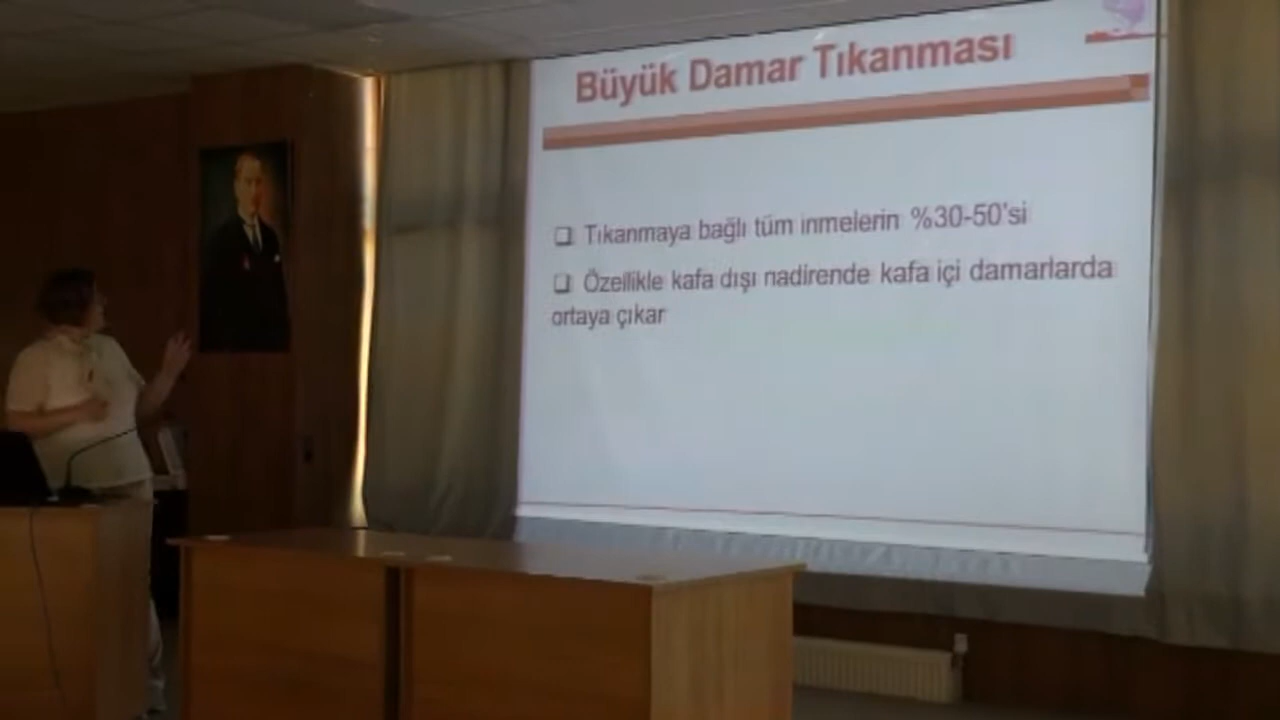 Büyük Damar Tıkanması
❑ Tıkanmaya bağlı tüm inmelerin %30-50'si
❑ Özellikle kafa dışı nadirende kafa içi damarlarda
ortaya çıkar